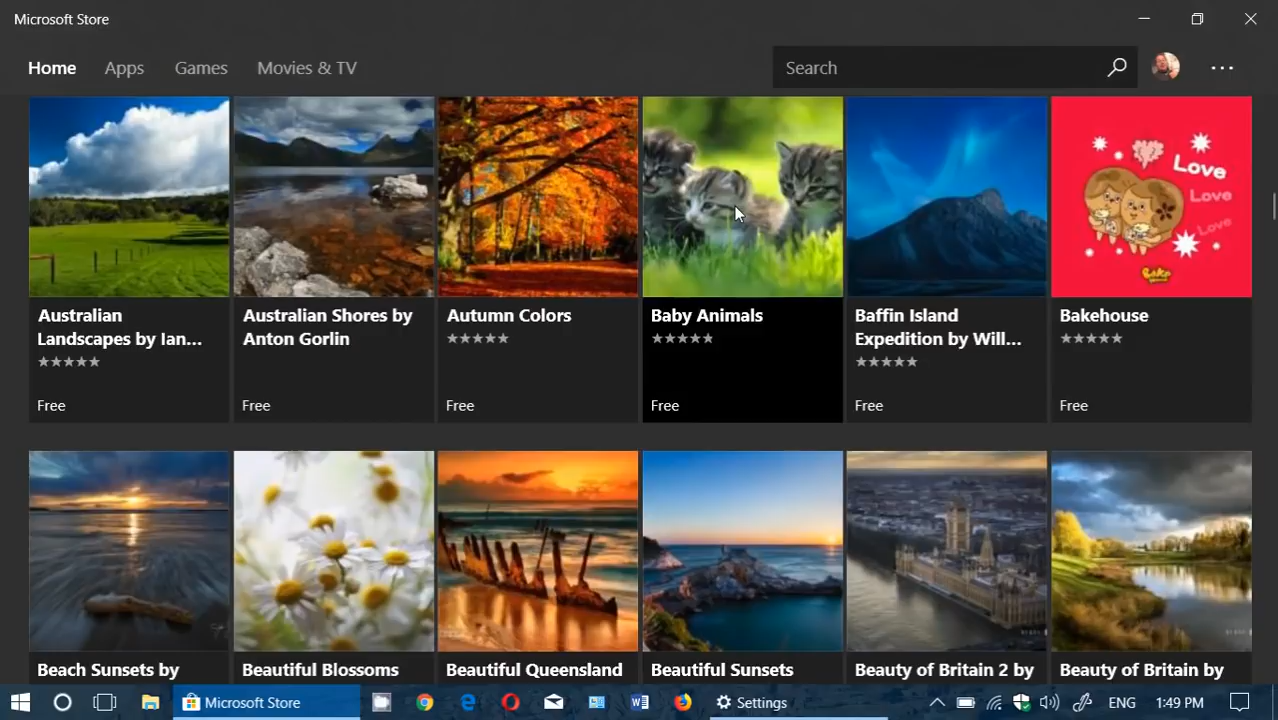 Microsoft Store
Home
Apps
Games
Movies & TV
Search
Love
Love
Love
Australian
Landscapes by Ian...
Free
Australian Shores by
Anton Gorlin
Free
Autumn Colors
Free
Baby Animals
Free
Baffin Island
Expedition by Will...
Free
Bakehouse
Free
Beach Sunsets by
Beautiful Blossoms
Beautiful Queensland
Beautiful Sunsets
Beauty of Britain 2 by
Beauty of Britain by
Microsoft Store
Settings
ENG
1:49 PM